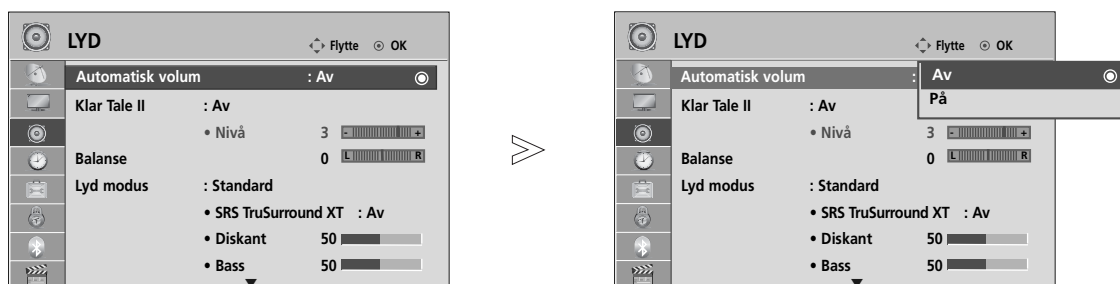 LYD Flytte OK
Automatisk volum : Av
Klar Tale II : Av
• Nivå 3 - +
Balanse 0 L R
Lyd modus : Standard
• SRS TruSurround XT : Av
• Diskant 50
• Bass 50
LYD Flytte OK
Automatisk volum :
Av
På
Klar Tale II : Av
• Nivå 3 - +
Balanse 0 L R
Lyd modus : Standard
• SRS TruSurround XT : Av
• Diskant 50
• Bass 50